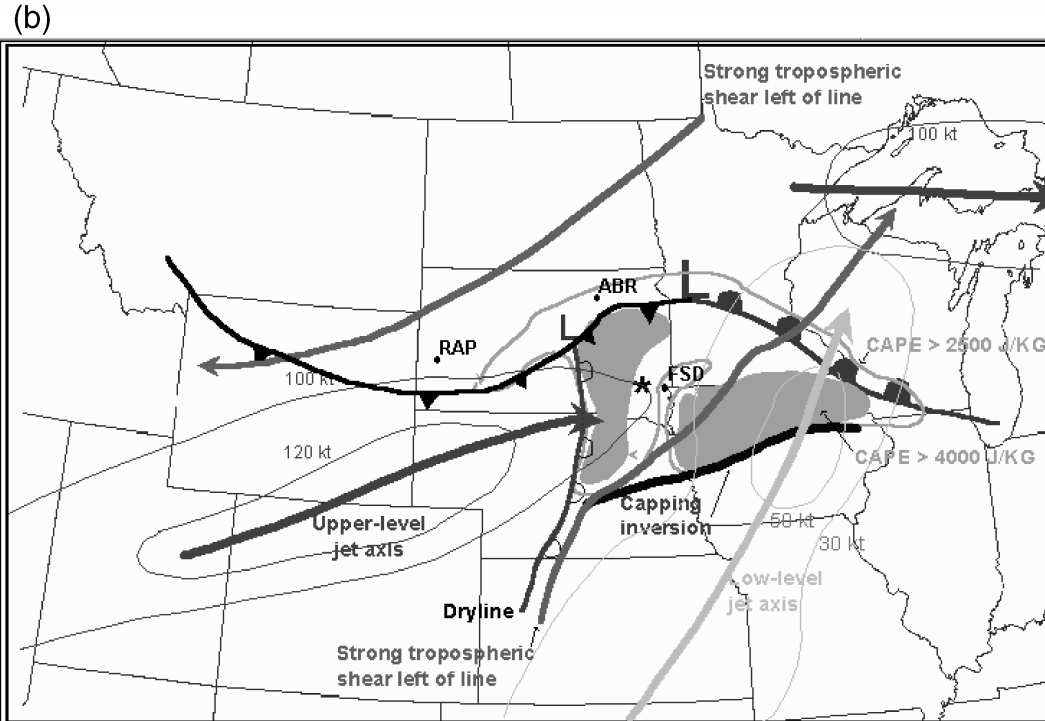 (b)
Strong tropospheric
shear left of line
100 kt
ABR
L
L
RAP
CAPE > 2500 J/KG
100 kt
FSD
*
120 kt
CAPE > 4000 J/KG
Capping
inversion
Upper-level
jet axis
50 kt
30 kt
Low-level
jet axis
Dryline
Strong tropospheric
shear left of line